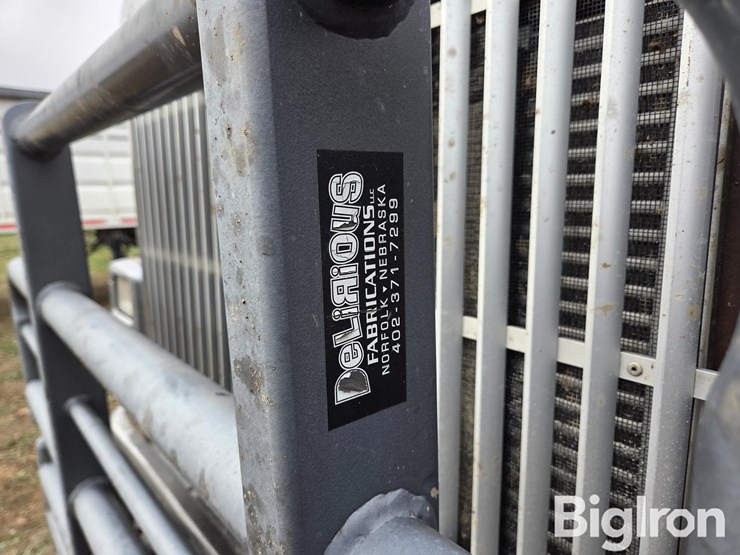 DeLiRiOUS
FABRICATIONS LLC
NORFOLK ▾ NEBRASKA
402-371-7299
BigIron